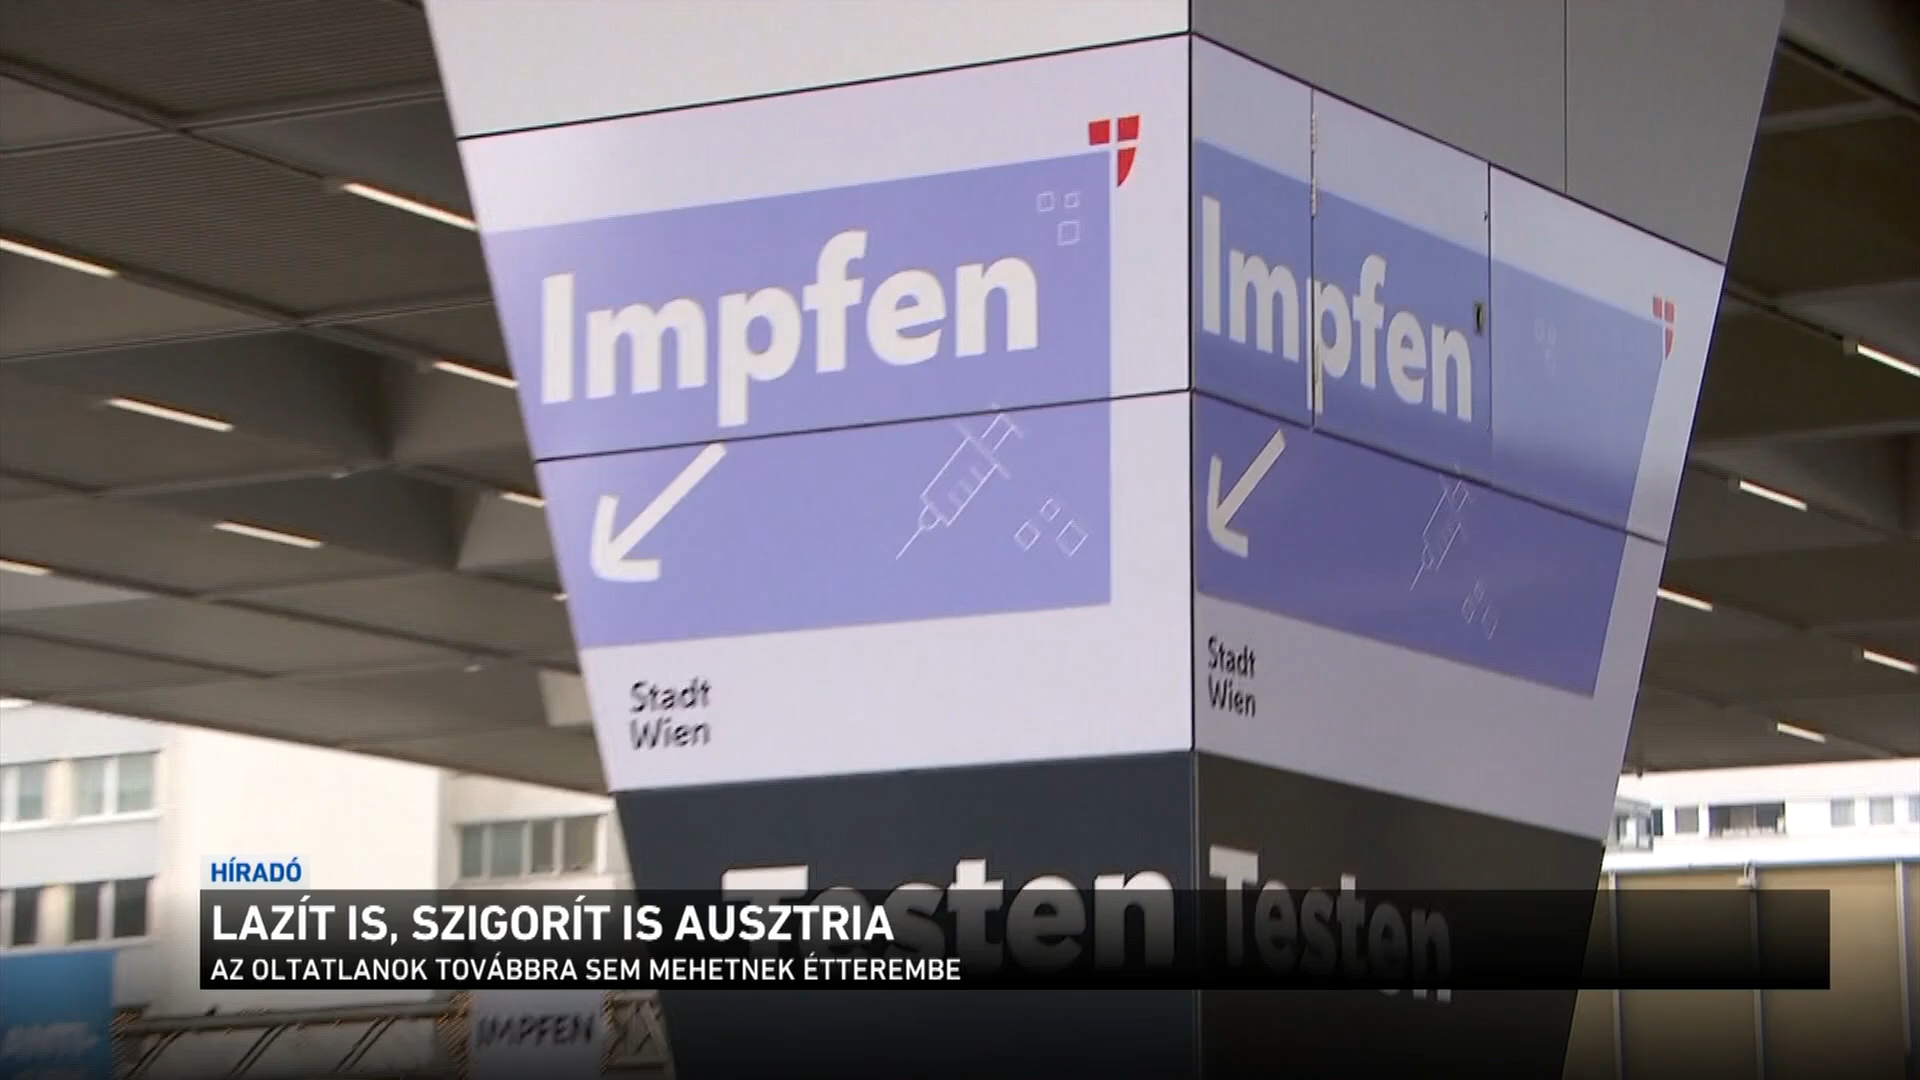 Impfen
Impfen
Stadt
Wien
Stadt
Wien
Testen
Testen
HÍRADÓ
LAZÍT IS, SZIGORÍT IS AUSZTRIA
AZ OLTATLANOK TOVÁBBRA SEM MEHETNEK ÉTTEREMBE
IMPFEN